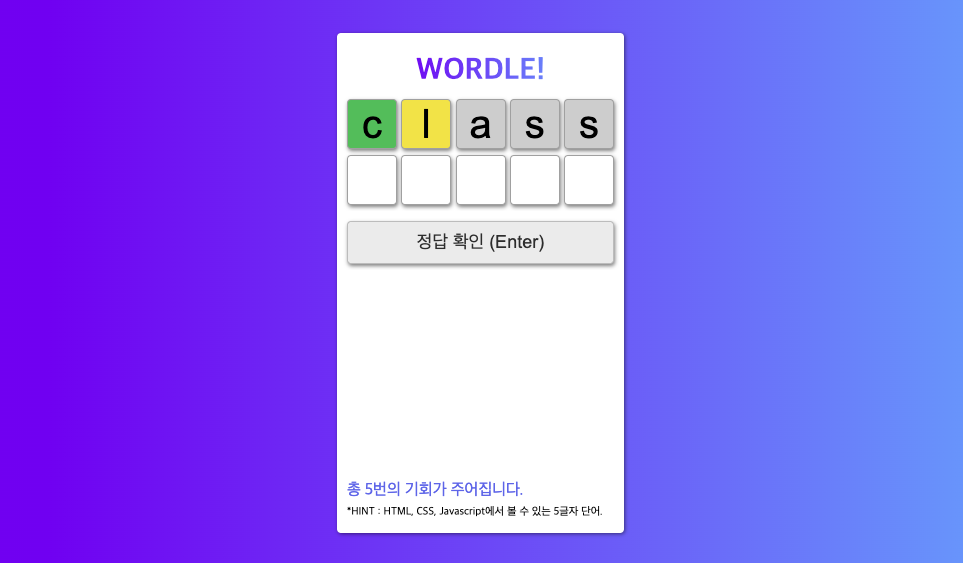 WORDLE!
c l a s s
정답 확인 (Enter)
총 5번의 기회가 주어집니다.
*HINT : HTML, CSS, Javascript에서 볼 수 있는 5글자 단어.